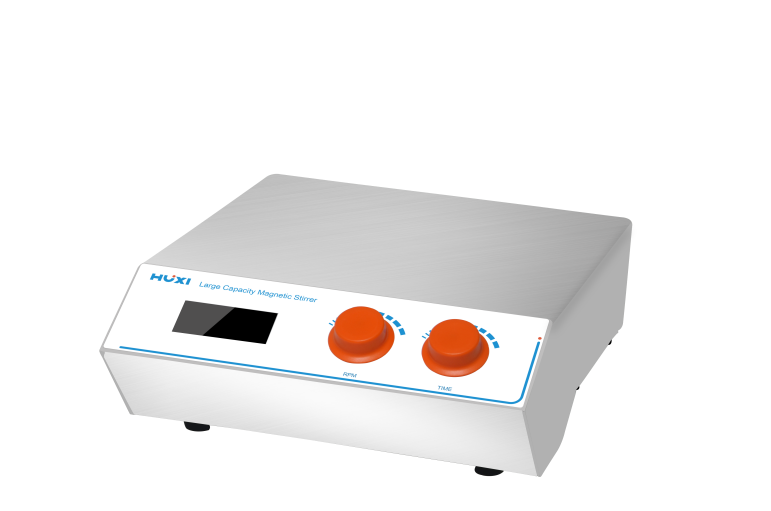 HUXI
Large Capacity Magnetic Stirrer
RPM
TIME